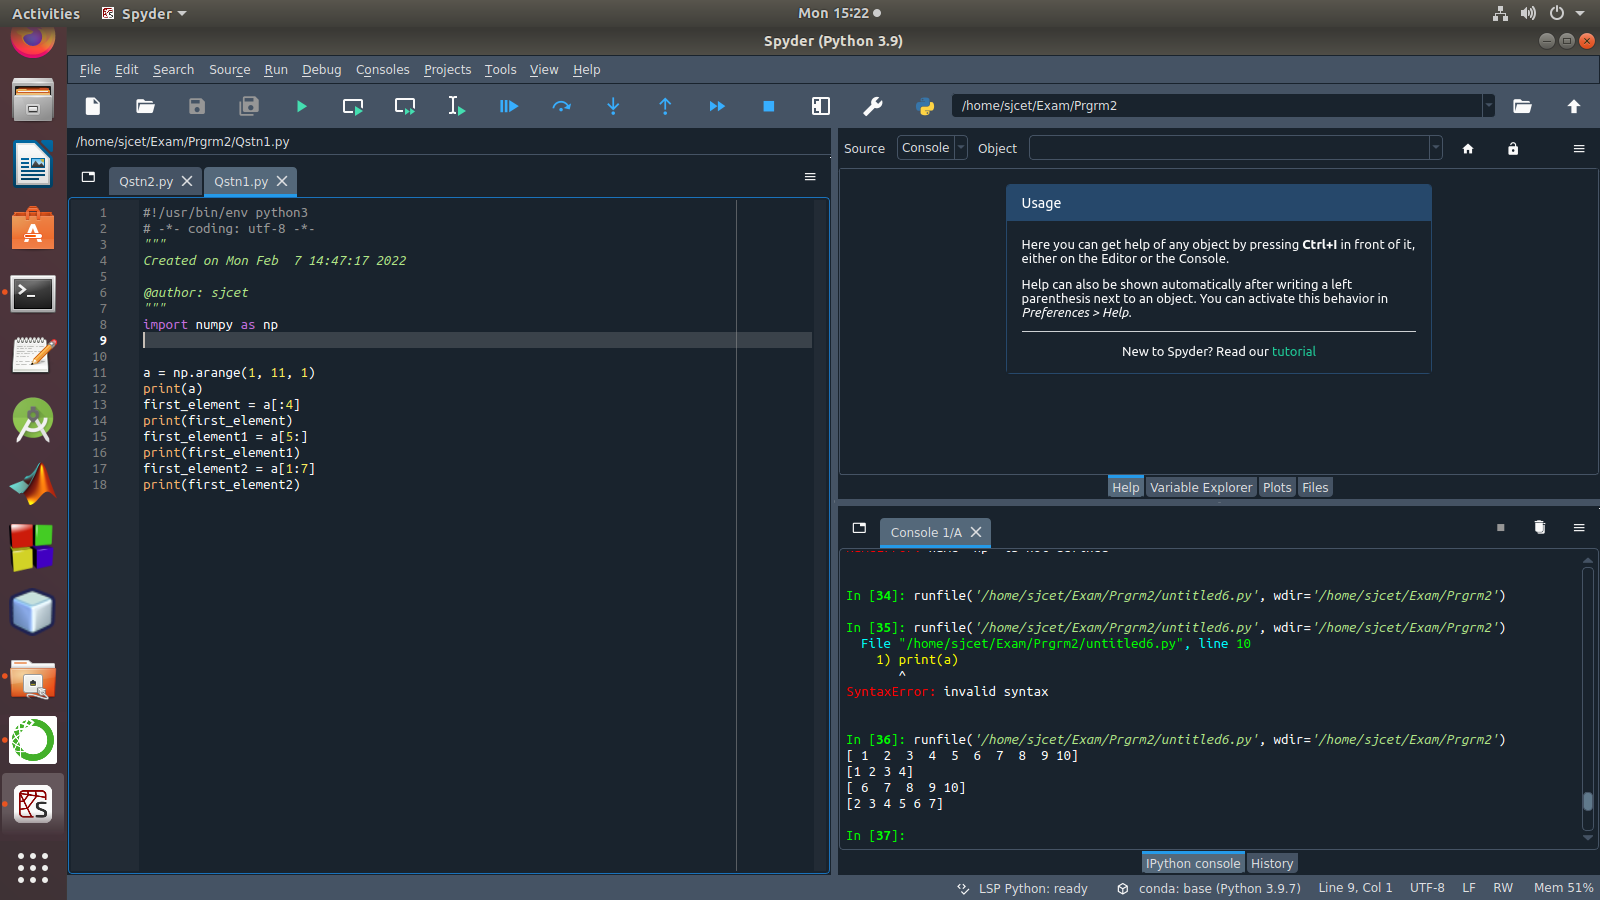 Activities
Spyder
Mon 15:22
Spyder (Python 3.9)
File Edit Search Source Run Debug Consoles Projects Tools View Help
/home/sjcet/Exam/Prgrm2
/home/sjcet/Exam/Prgrm2/Qstn1.py
Qstn2.py
Qstn1.py
1 #!/usr/bin/env python3
2 # -*- coding: utf-8 -*-
3 """
4 Created on Mon Feb  7 14:47:17 2022
5
6 @author: sjcet
7 """
8 import numpy as np
9
10
11 a = np.arange(1, 11, 1)
12 print(a)
13 first_element = a[:4]
14 print(first_element)
15 first_element1 = a[5:]
16 print(first_element1)
17 first_element2 = a[1:7]
18 print(first_element2)
Source Console Object
Usage
Here you can get help of any object by pressing Ctrl+I in front of it,
either on the Editor or the Console.
Help can also be shown automatically after writing a left
parenthesis next to an object. You can activate this behavior in
Preferences > Help.
New to Spyder? Read our tutorial
Help Variable Explorer Plots Files
Console 1/A
In [34]: runfile('/home/sjcet/Exam/Prgrm2/untitled6.py', wdir='/home/sjcet/Exam/Prgrm2')
In [35]: runfile('/home/sjcet/Exam/Prgrm2/untitled6.py', wdir='/home/sjcet/Exam/Prgrm2')
File "/home/sjcet/Exam/Prgrm2/untitled6.py", line 10
1) print(a)
^
SyntaxError: invalid syntax
In [36]: runfile('/home/sjcet/Exam/Prgrm2/untitled6.py', wdir='/home/sjcet/Exam/Prgrm2')
[ 1  2  3  4  5  6  7  8  9 10]
[1 2 3 4]
[ 6  7  8  9 10]
[2 3 4 5 6 7]
In [37]:
IPython console History
LSP Python: ready
conda: base (Python 3.9.7)
Line 9, Col 1
UTF-8
LF
RW
Mem 51%